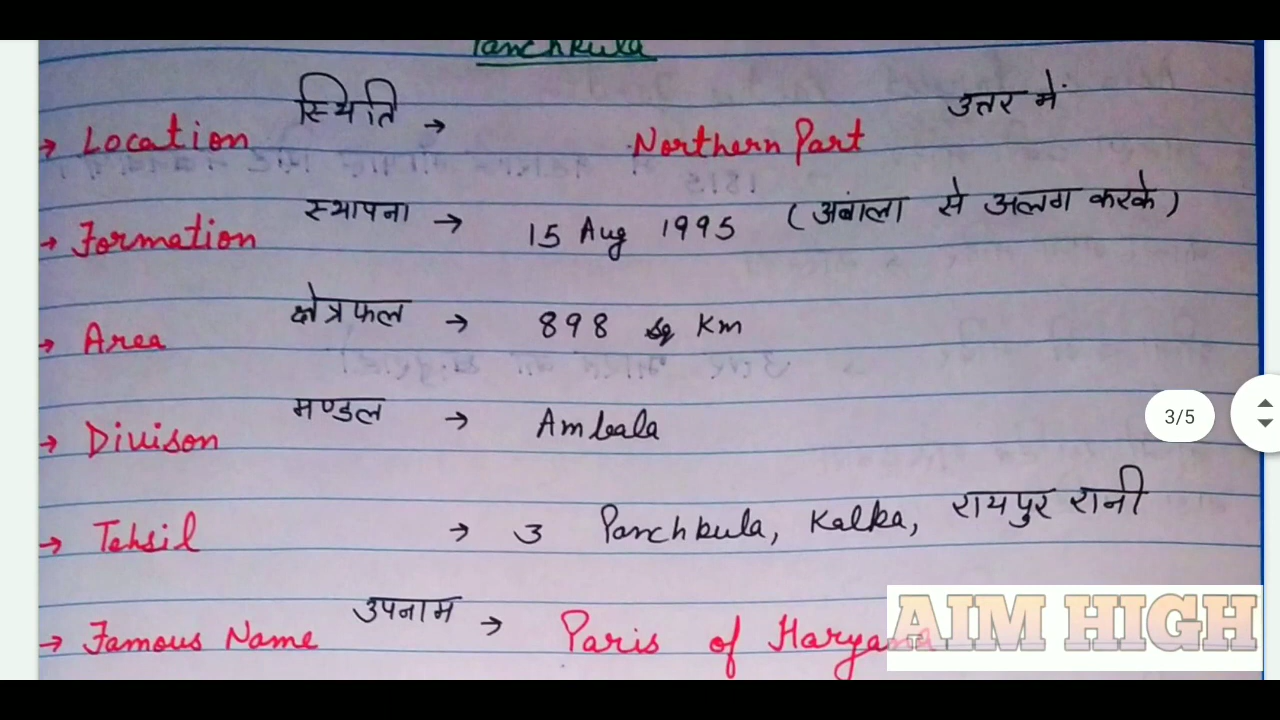 Panchkula
→ Location स्थिति → Northern Part उत्तर में
→ Formation स्थापना → 15 Aug 1995 (अंबाला से अलग करके)
→ Area क्षेत्रफल → 898 sq Km
→ Divison मण्डल → Ambala
→ Tehsil → 3 Panchkula, Kalka, रायपुर रानी
→ Famous Name उपनाम → Paris of Haryana
3/5
AIM HIGH